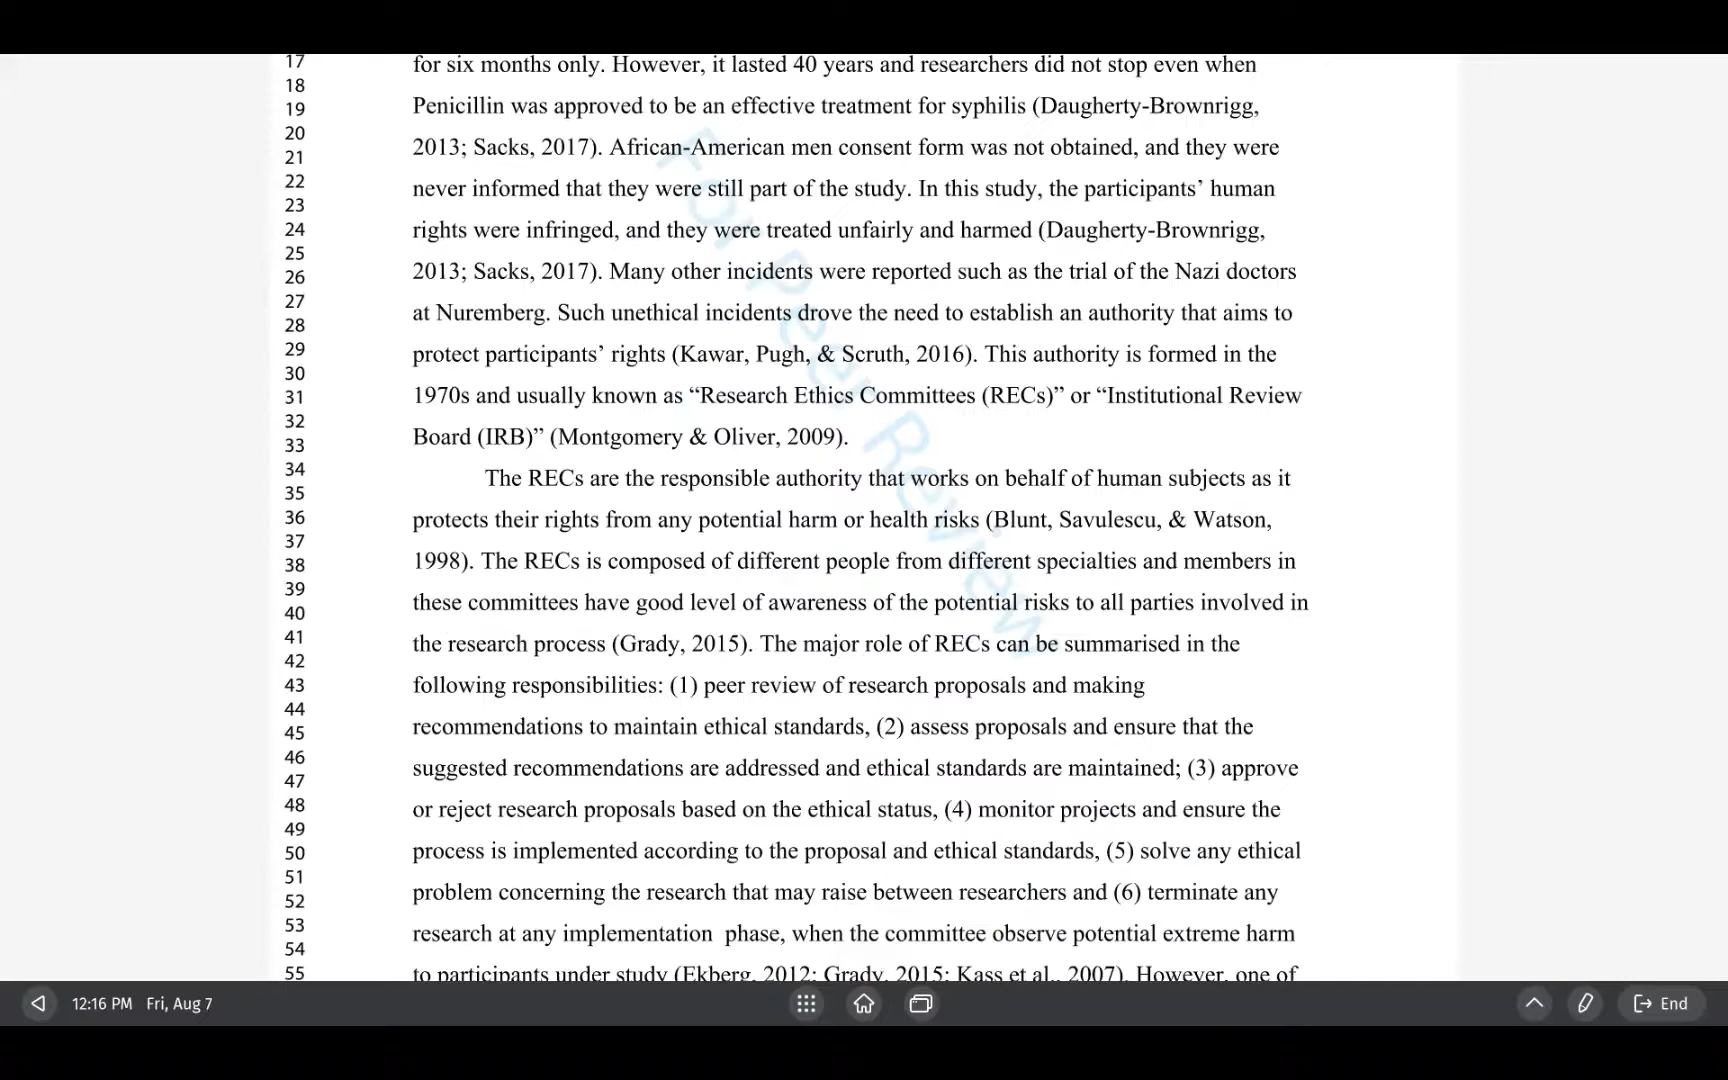 17
18
19
20
21
22
23
24
25
26
27
28
29
30
31
32
33
34
35
36
37
38
39
40
41
42
43
44
45
46
47
48
49
50
51
52
53
54
55
for six months only. However, it lasted 40 years and researchers did not stop even when
Penicillin was approved to be an effective treatment for syphilis (Daugherty-Brownrigg,
2013; Sacks, 2017). African-American men consent form was not obtained, and they were
never informed that they were still part of the study. In this study, the participants’ human
rights were infringed, and they were treated unfairly and harmed (Daugherty-Brownrigg,
2013; Sacks, 2017). Many other incidents were reported such as the trial of the Nazi doctors
at Nuremberg. Such unethical incidents drove the need to establish an authority that aims to
protect participants’ rights (Kawar, Pugh, & Scruth, 2016). This authority is formed in the
1970s and usually known as “Research Ethics Committees (RECs)” or “Institutional Review
Board (IRB)” (Montgomery & Oliver, 2009).
The RECs are the responsible authority that works on behalf of human subjects as it
protects their rights from any potential harm or health risks (Blunt, Savulescu, & Watson,
1998). The RECs is composed of different people from different specialties and members in
these committees have good level of awareness of the potential risks to all parties involved in
the research process (Grady, 2015). The major role of RECs can be summarised in the
following responsibilities: (1) peer review of research proposals and making
recommendations to maintain ethical standards, (2) assess proposals and ensure that the
suggested recommendations are addressed and ethical standards are maintained; (3) approve
or reject research proposals based on the ethical status, (4) monitor projects and ensure the
process is implemented according to the proposal and ethical standards, (5) solve any ethical
problem concerning the research that may raise between researchers and (6) terminate any
research at any implementation  phase, when the committee observe potential extreme harm
to participants under study (Ekberg, 2012; Grady, 2015; Kass et al., 2007). However, one of
For Peer Review
12:16 PM Fri, Aug 7
End